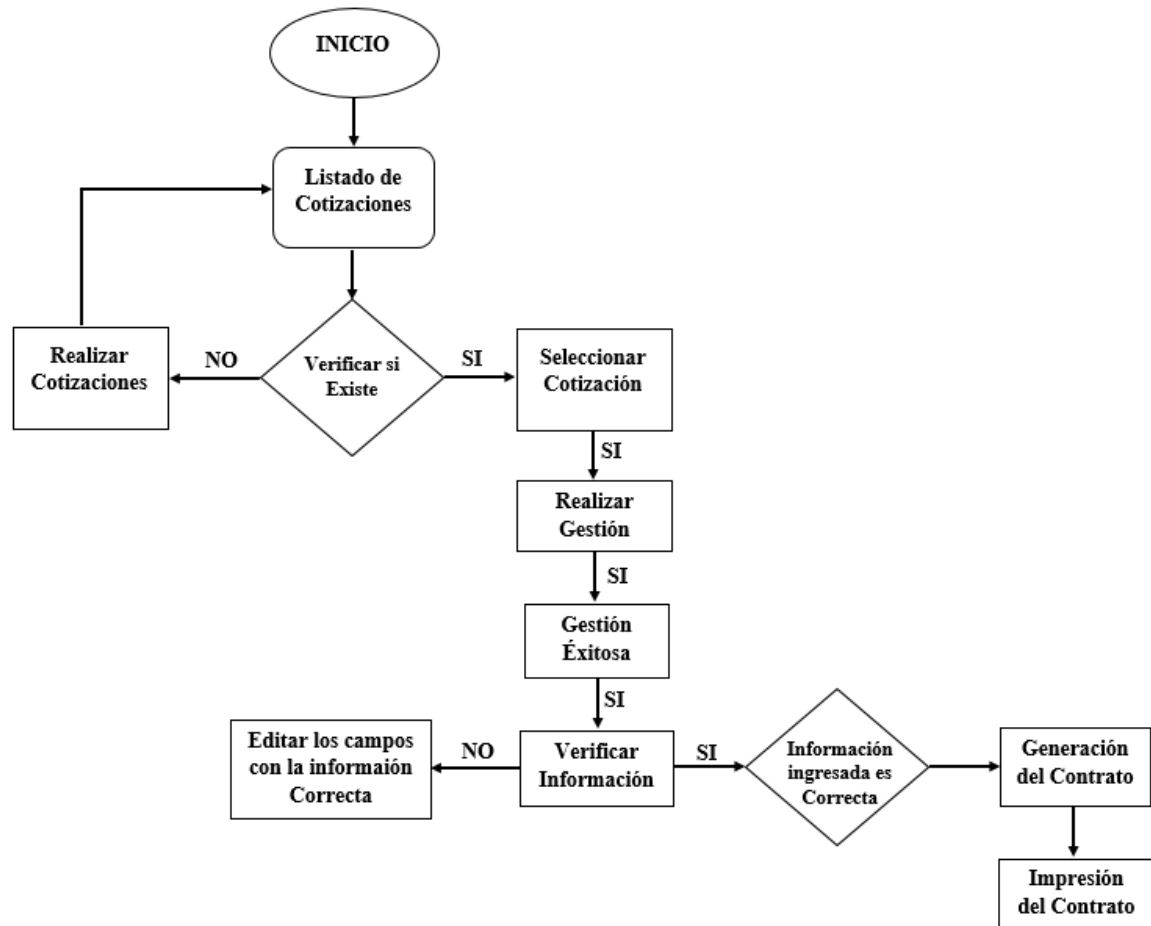 INICIO
Listado de
Cotizaciones
Realizar
Cotizaciones
NO
Verificar si
Existe
SI
Seleccionar
Cotización
SI
Realizar
Gestión
SI
Gestión
Éxitosa
SI
Editar los campos
con la informaión
Correcta
NO
Verificar
Información
SI
Información
ingresada es
Correcta
Generación
del Contrato
Impresión
del Contrato